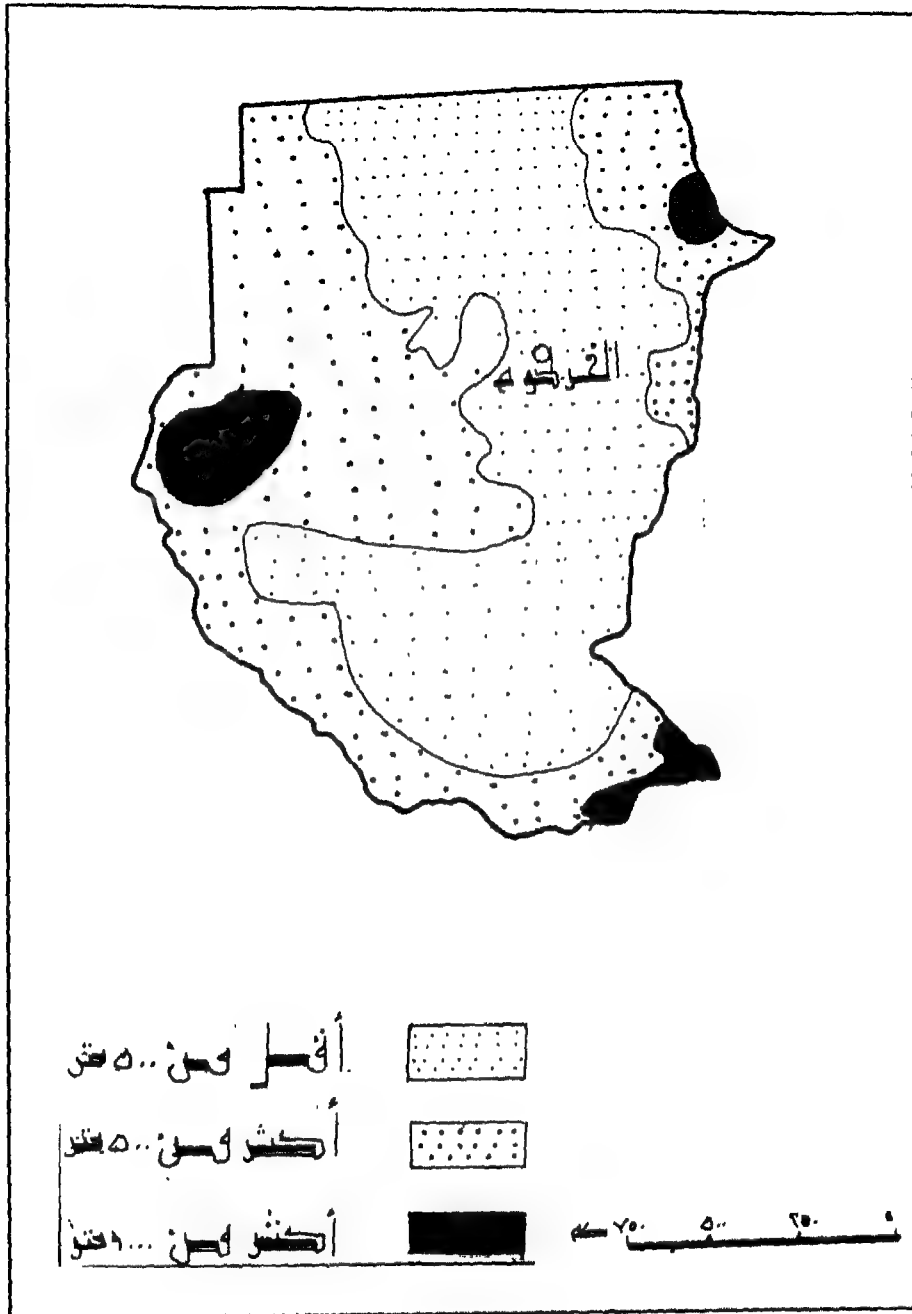 الخرطوم
أقل من ٥٠٠ متر
أكثر من ٥٠٠ متر
أكثر من ١٠٠٠ متر
٧٥٠ ٥٠٠ ٢٥٠ ٠ كم